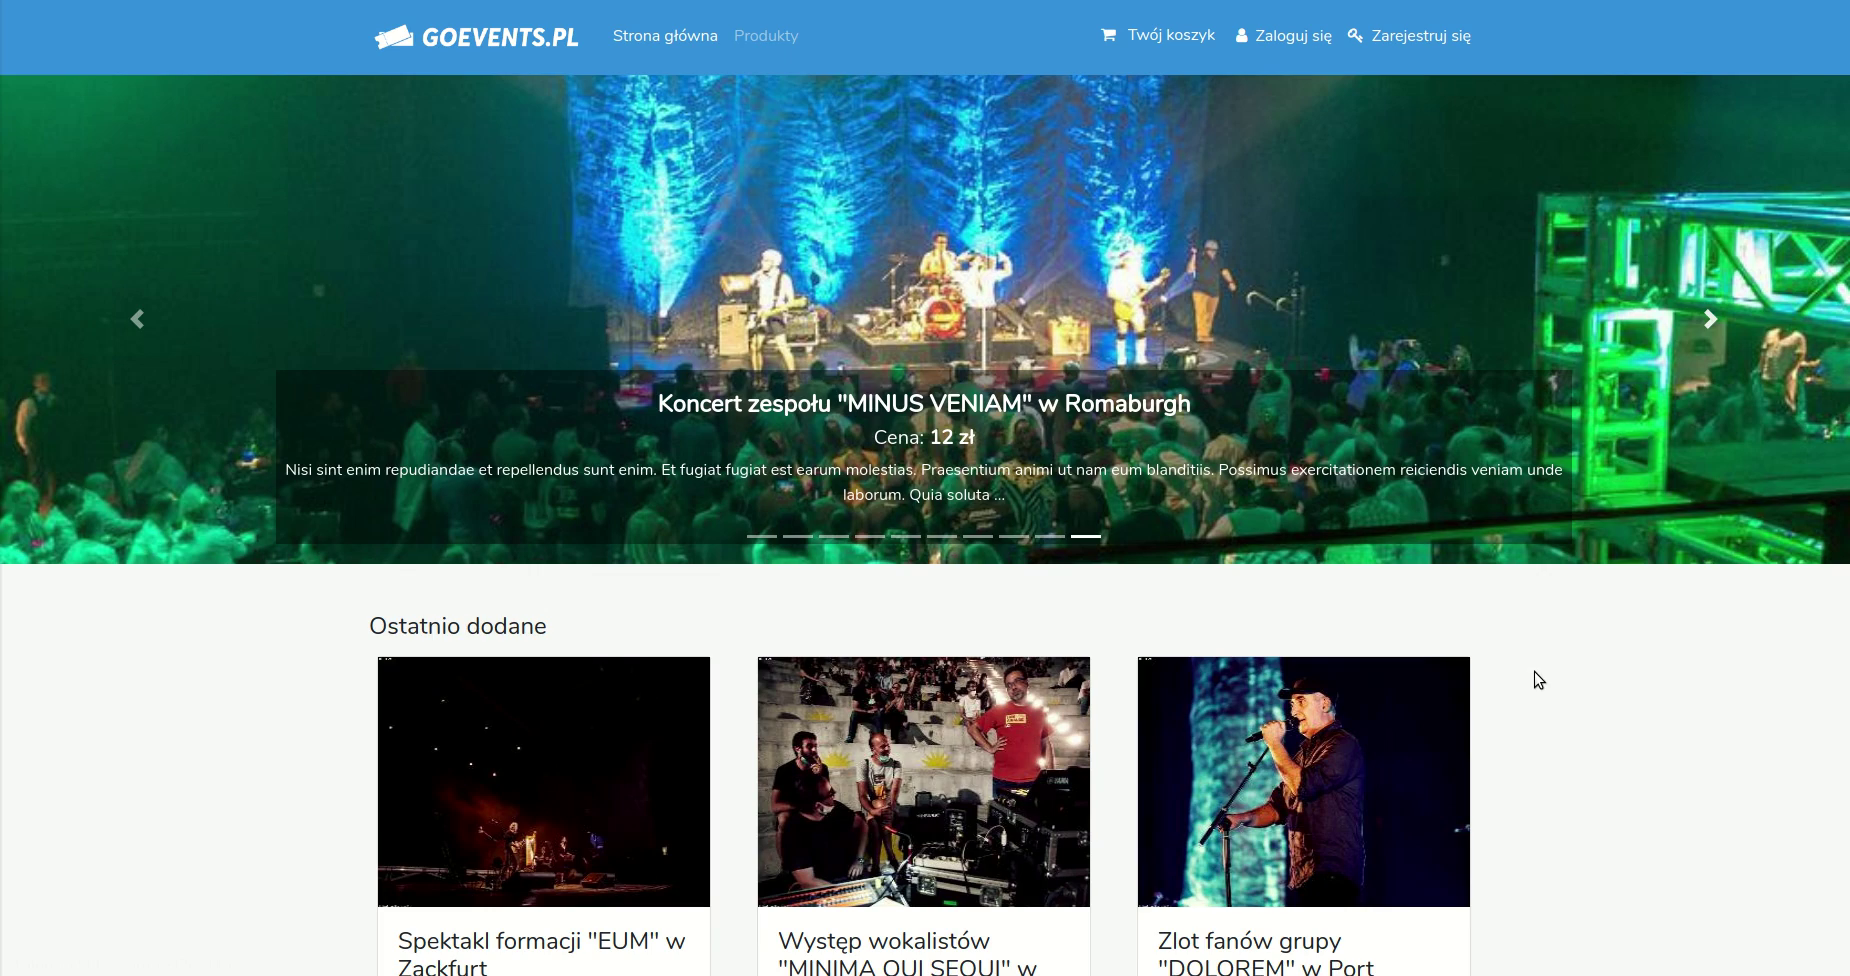 GOEVENTS.PL Strona główna Produkty Twój koszyk Zaloguj się Zarejestruj się
Koncert zespołu "MINUS VENIAM" w Romaburgh
Cena: 12 zł
Nisi sint enim repudiandae et repellendus sunt enim. Et fugiat fugiat est earum molestias. Praesentium animi ut nam eum blanditiis. Possimus exercitationem reiciendis veniam unde
laborum. Quia soluta ...
Ostatnio dodane
Spektakl formacji "EUM" w
Zackfurt
Występ wokalistów
"MINIMA QUI SEQUI" w
Zlot fanów grupy
"DOLOREM" w Port